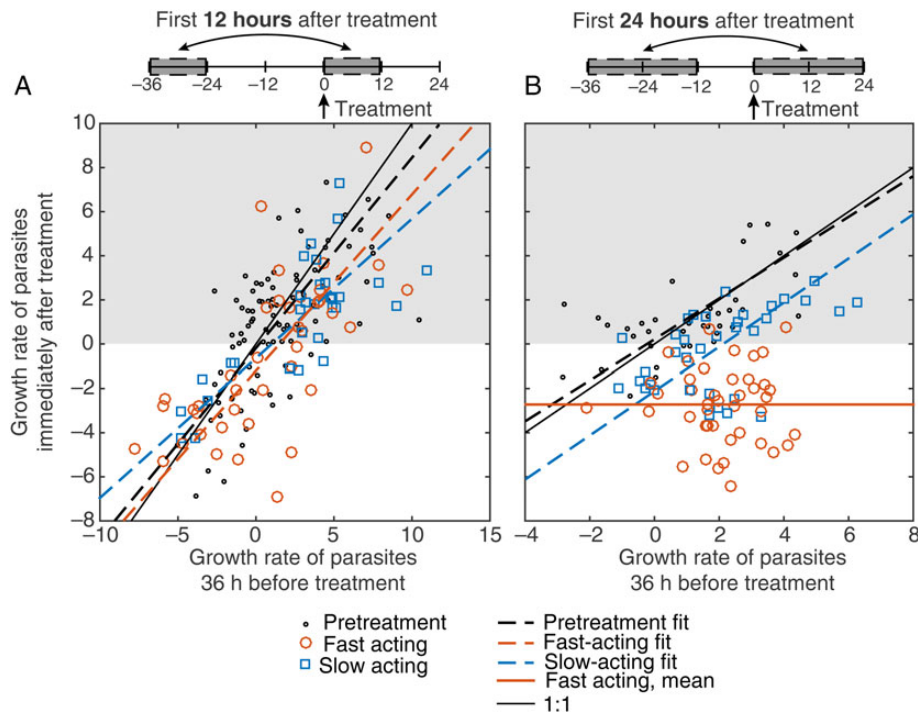 First 12 hours after treatment
First 24 hours after treatment
A
−36 −24 −12 0 12 24
Treatment
B
−36 −24 −12 0 12 24
Treatment
Growth rate of parasites
immediately after treatment
10
8
6
4
2
0
−2
−4
−6
−8
−10 −5 0 5 10 15
Growth rate of parasites
36 h before treatment
−4 −2 0 2 4 6 8
Growth rate of parasites
36 h before treatment
Pretreatment
Fast acting
Slow acting
Pretreatment fit
Fast-acting fit
Slow-acting fit
Fast acting, mean
1:1